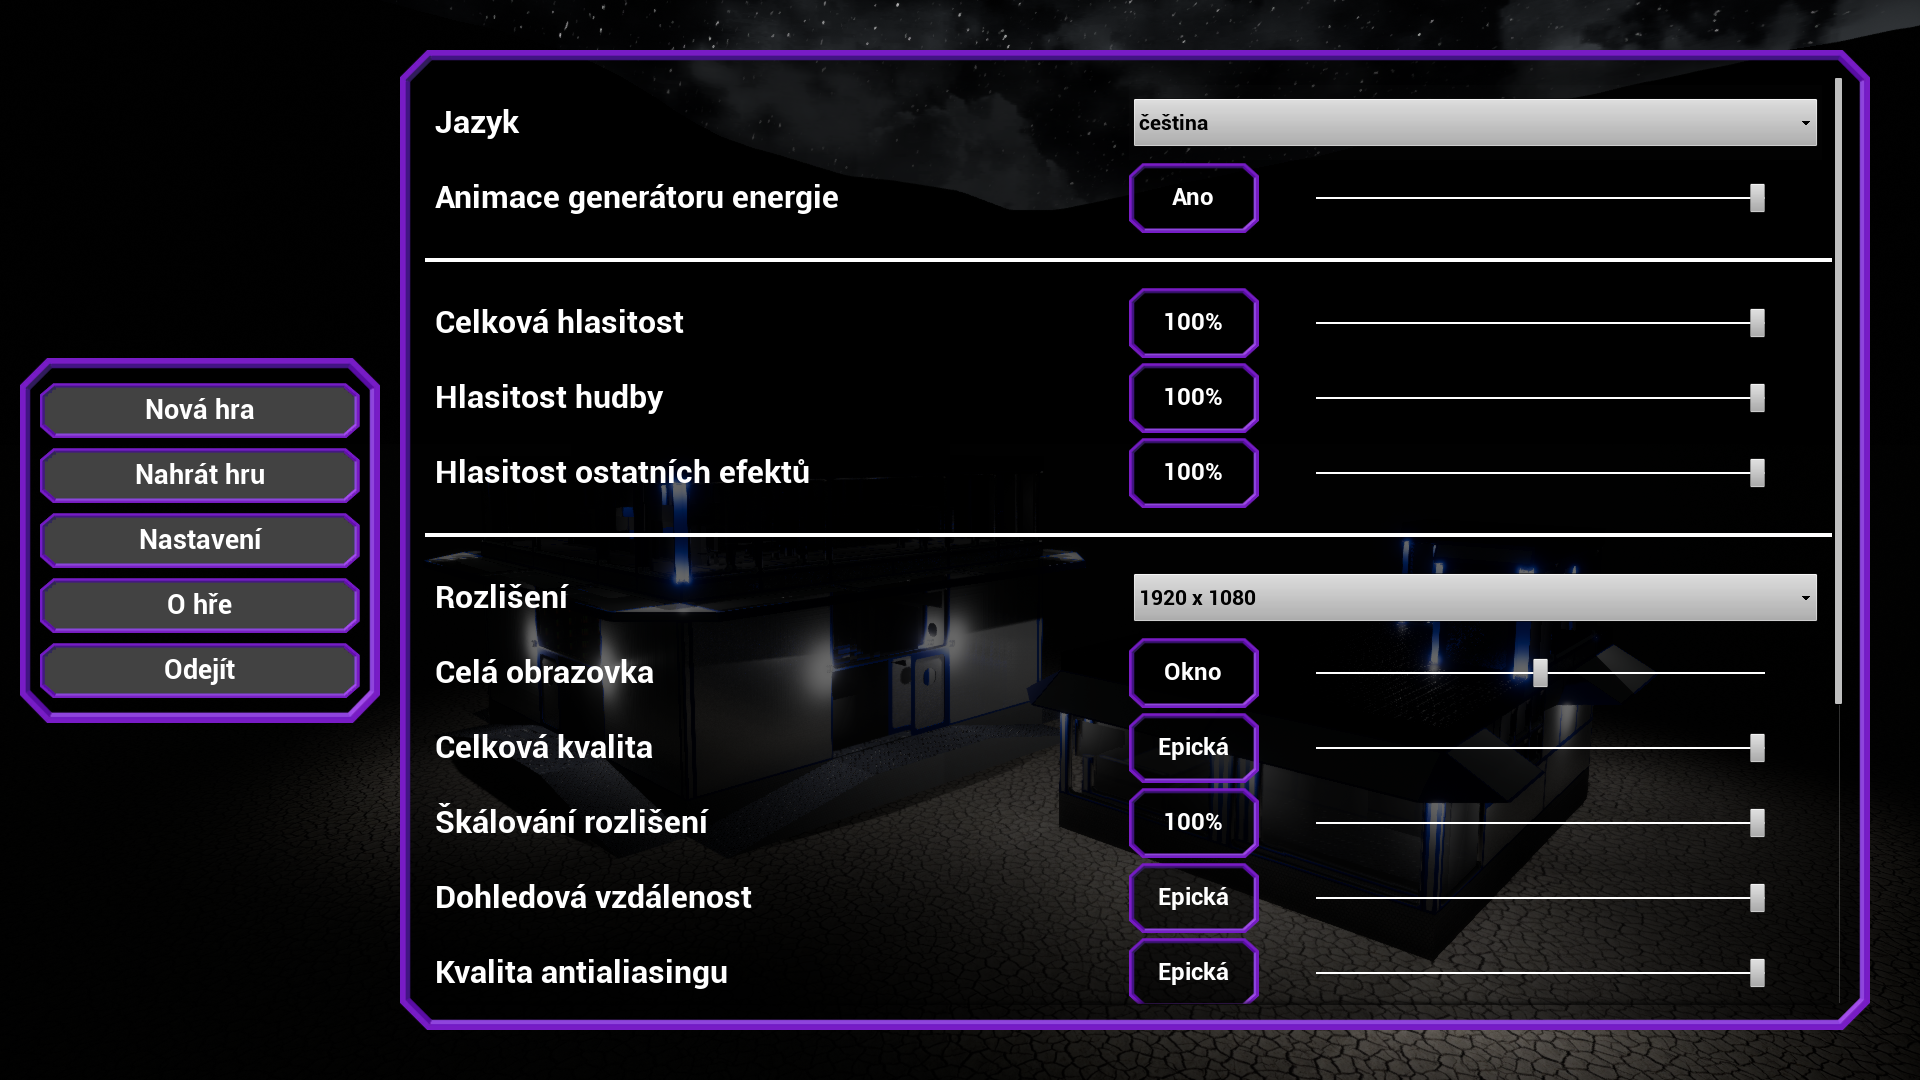 Nová hra
Nahrát hru
Nastavení
O hře
Odejít
Jazyk čeština
Animace generátoru energie Ano
Celková hlasitost 100%
Hlasitost hudby 100%
Hlasitost ostatních efektů 100%
Rozlišení 1920 x 1080
Celá obrazovka Okno
Celková kvalita Epická
Škálování rozlišení 100%
Dohledová vzdálenost Epická
Kvalita antialiasingu Epická